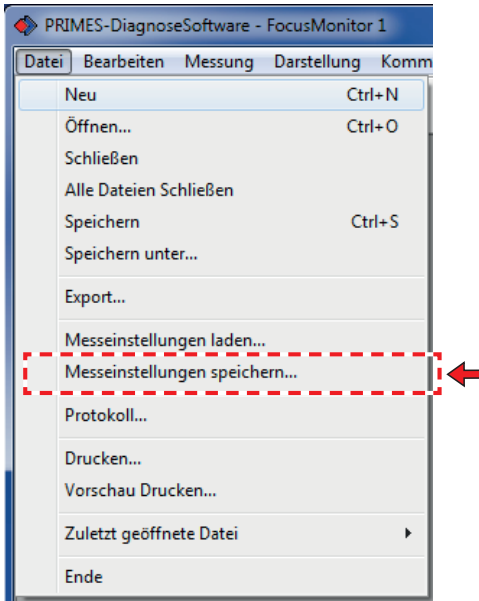 PRIMES-DiagnoseSoftware - FocusMonitor 1
Datei Bearbeiten Messung Darstellung Komm
Neu Ctrl+N
Öffnen... Ctrl+O
Schließen
Alle Dateien Schließen
Speichern Ctrl+S
Speichern unter...
Export...
Messeinstellungen laden...
Messeinstellungen speichern...
Protokoll...
Drucken...
Vorschau Drucken...
Zuletzt geöffnete Datei
Ende